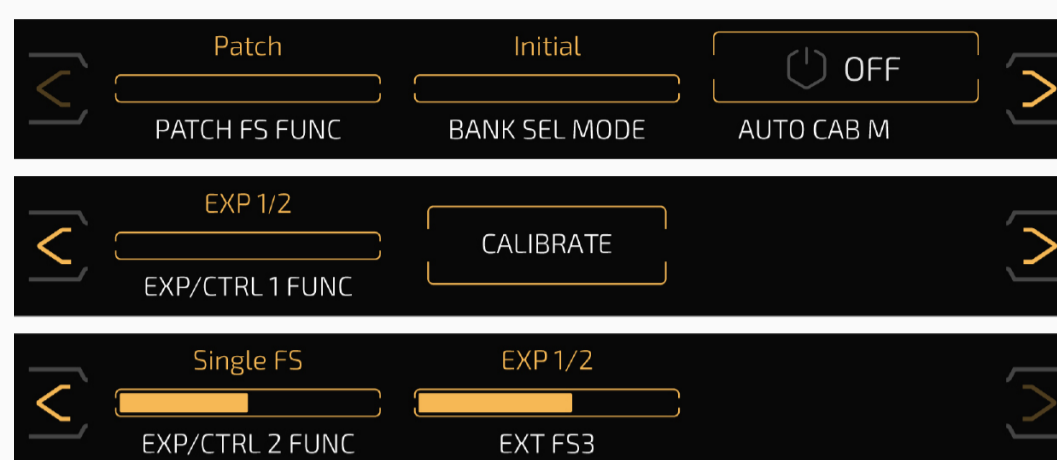 Patch Initial
OFF
PATCH FS FUNC BANK SEL MODE AUTO CAB M
EXP 1/2
CALIBRATE
EXP/CTRL 1 FUNC
Single FS EXP 1/2
EXP/CTRL 2 FUNC EXT FS3